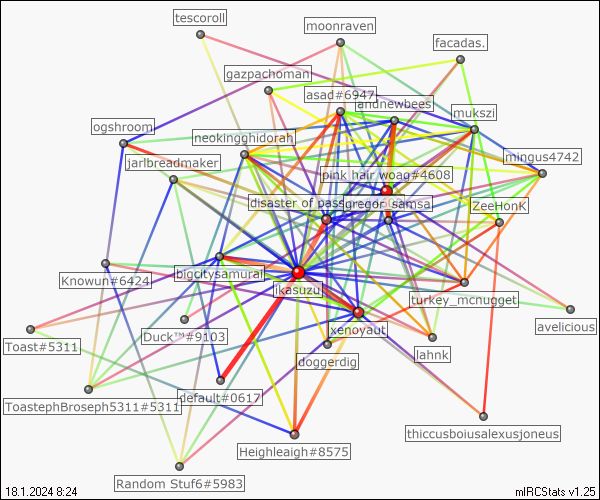 tescoroll
moonraven
facadas.
gazpachoman
asad#6947
andnewbees
mukszi
ogshroom
neokingghidorah
jarlbreadmaker
mingus4742
pink hair woag#4608
disaster of pass
gregor_samsa.
ZeeHonK
Knowun#6424
bigcitysamurai
ikasuzu
turkey_ncnugget
Toast#5311
Duck™#9103
xenoyaut
avelicious
lahnk
doggerdig
ToastephBroseph5311#5311
default#0617
thiccusboiusalexusjoneus
Heighleaigh#8575
Random Stuf6#5983
18.1.2024 8:24
mIRCStats v1.25